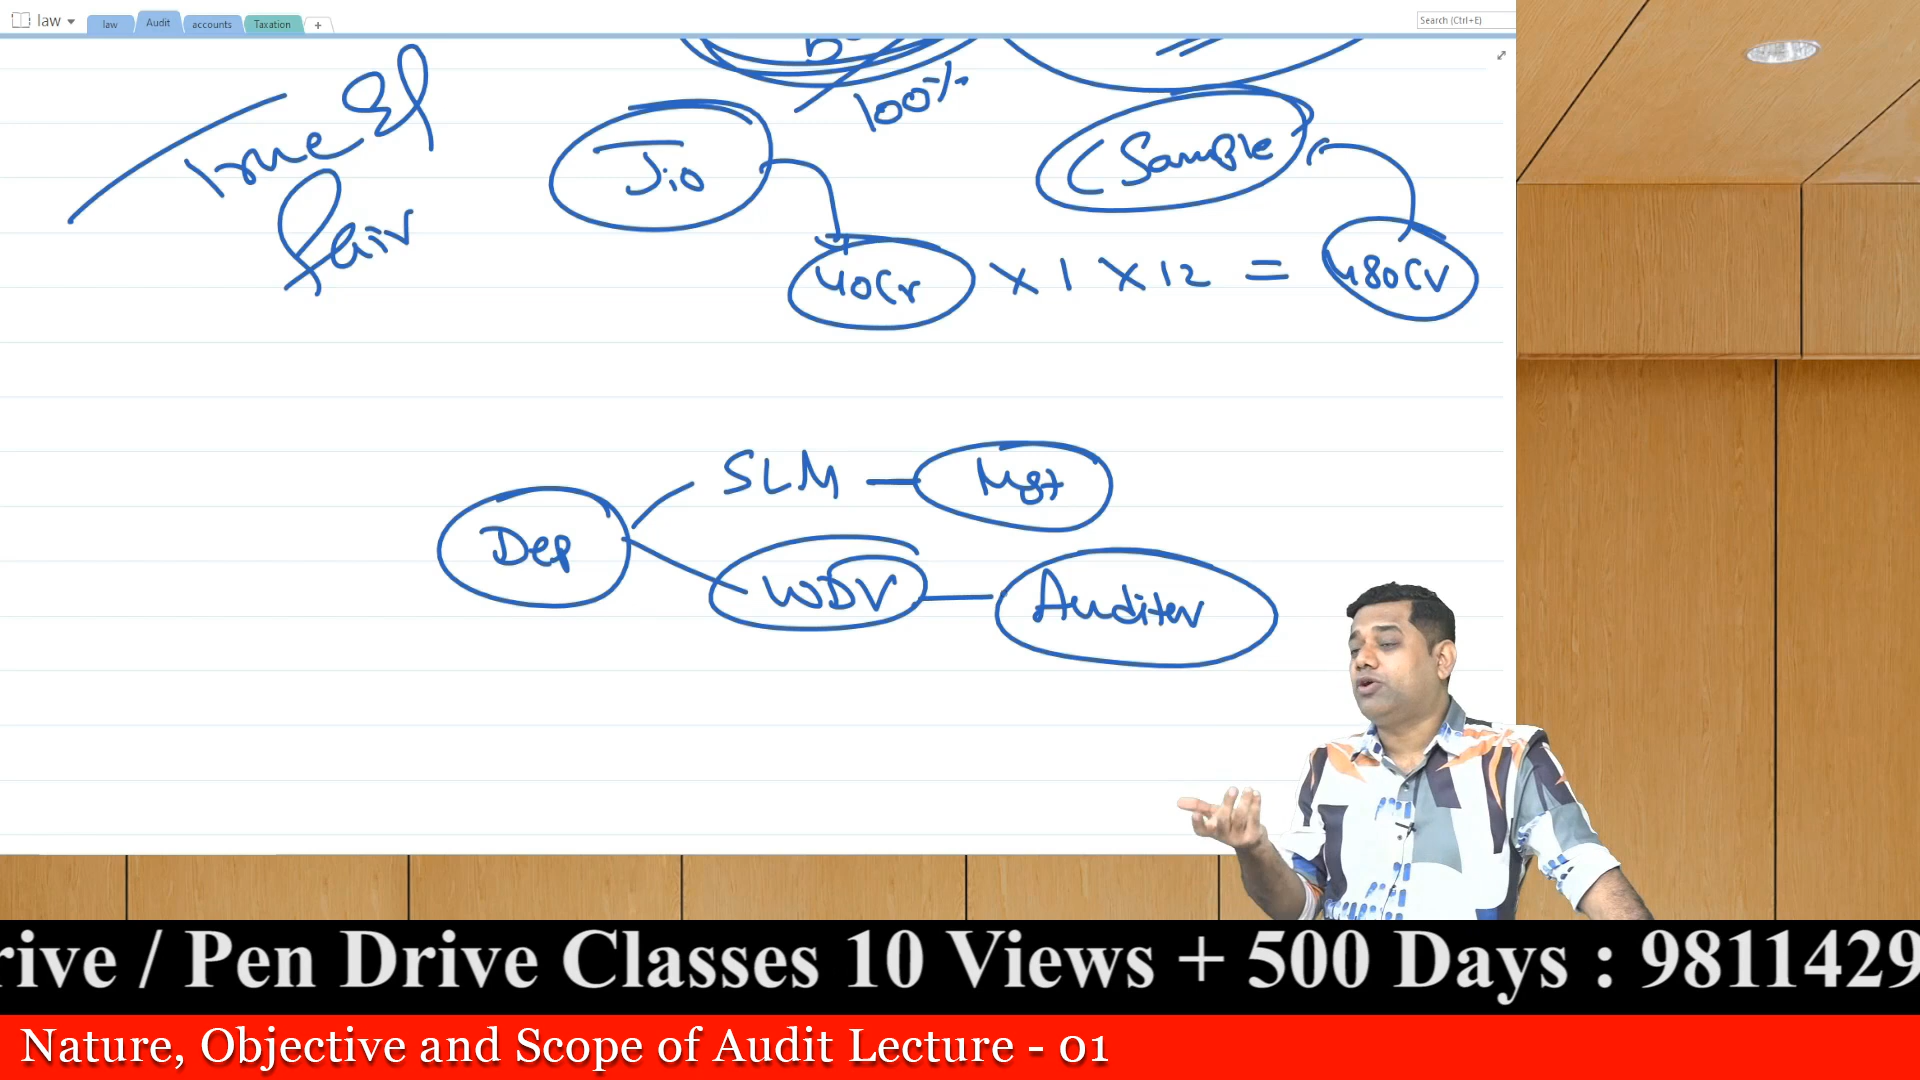 law
law Audit accounts Taxation +
Search (Ctrl+E)
100%
True &
fair
Jio
(Sample
40Cr x 1 x 12 = 480Cr
SLM Mgt
Dep
WDV Auditor
rive / Pen Drive Classes 10 Views + 500 Days : 9811429
Nature, Objective and Scope of Audit Lecture - 01